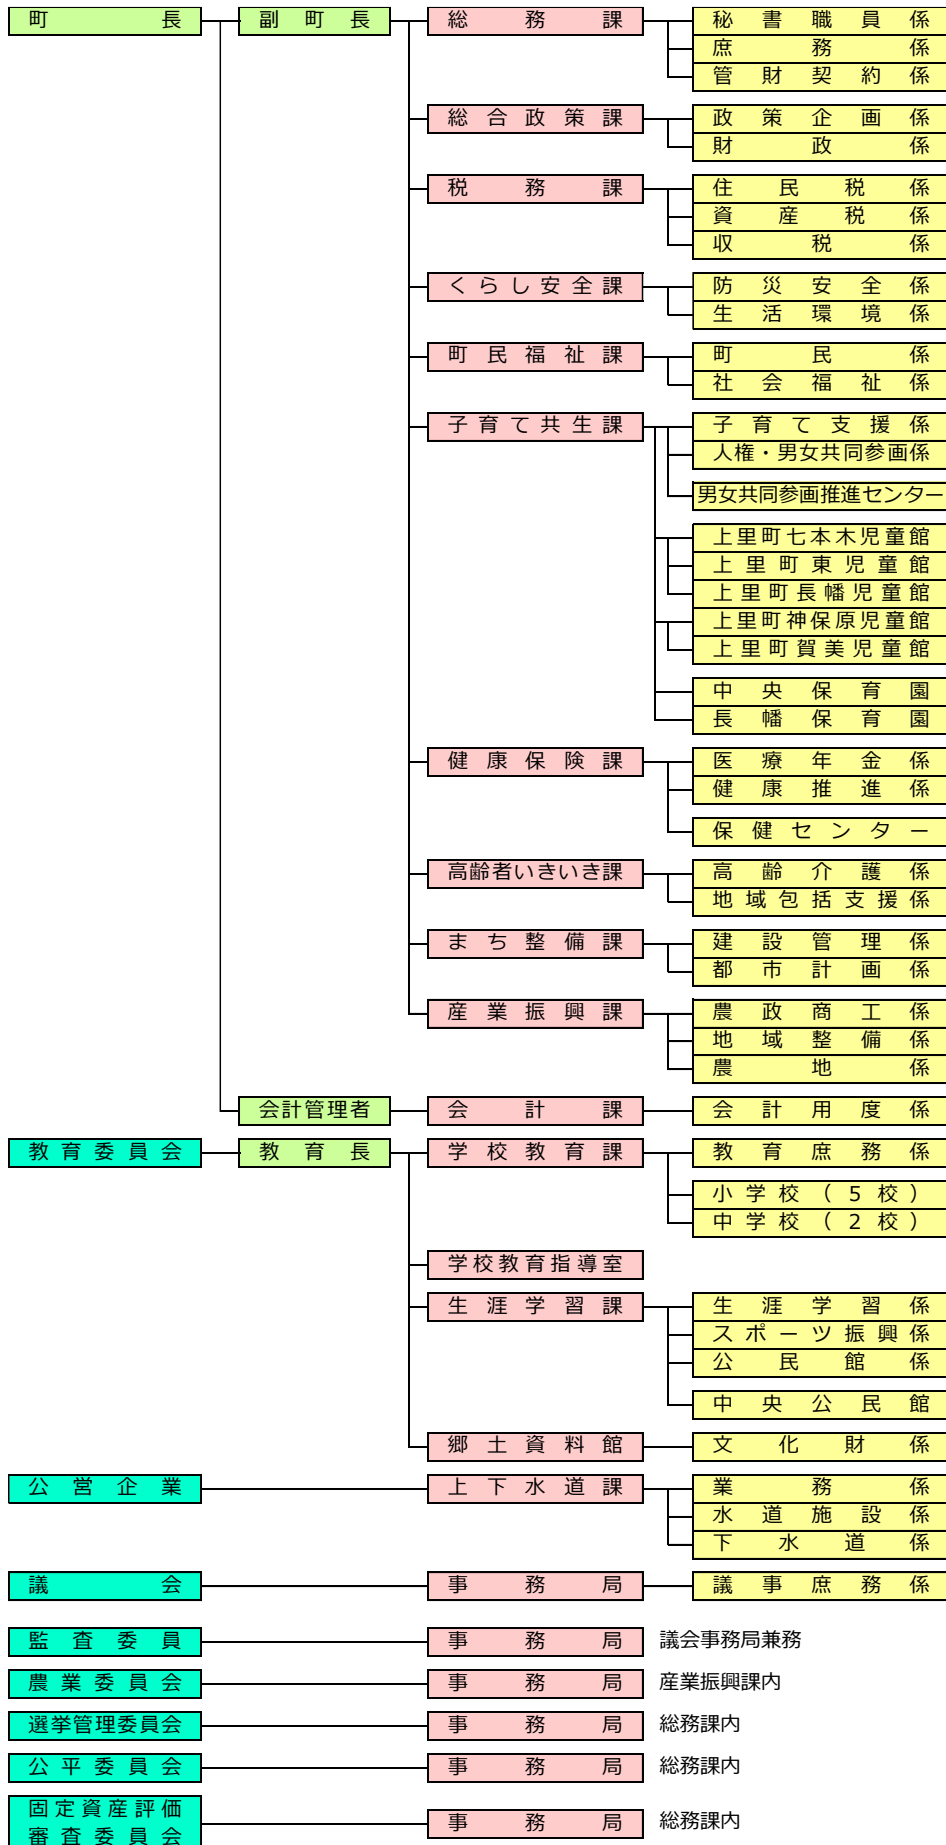 町長 副町長 総務課 秘書職員係
庶務係
管財契約係
総合政策課 政策企画係
財政係
税務課 住民税係
資産税係
収税係
くらし安全課 防災安全係
生活環境係
町民福祉課 町民係
社会福祉係
子育て共生課 子育て支援係
人権・男女共同参画係
男女共同参画推進センター
上里町七本木児童館
上里町東児童館
上里町長幡児童館
上里町神保原児童館
上里町賀美児童館
中央保育園
長幡保育園
健康保険課 医療年金係
健康推進係
保健センター
高齢者いきいき課 高齢介護係
地域包括支援係
まち整備課 建設管理係
都市計画係
産業振興課 農政商工係
地域整備係
農地係
会計管理者 会計課 会計用度係
教育委員会 教育長 学校教育課 教育庶務係
小学校（5校）
中学校（2校）
学校教育指導室
生涯学習課 生涯学習係
スポーツ振興係
公民館係
中央公民館
郷土資料館 文化財係
公営企業 上下水道課 業務係
水道施設係
下水道係
議会 事務局 議事庶務係
監査委員 事務局 議会事務局兼務
農業委員会 事務局 産業振興課内
選挙管理委員会 事務局 総務課内
公平委員会 事務局 総務課内
固定資産評価
審査委員会 事務局 総務課内